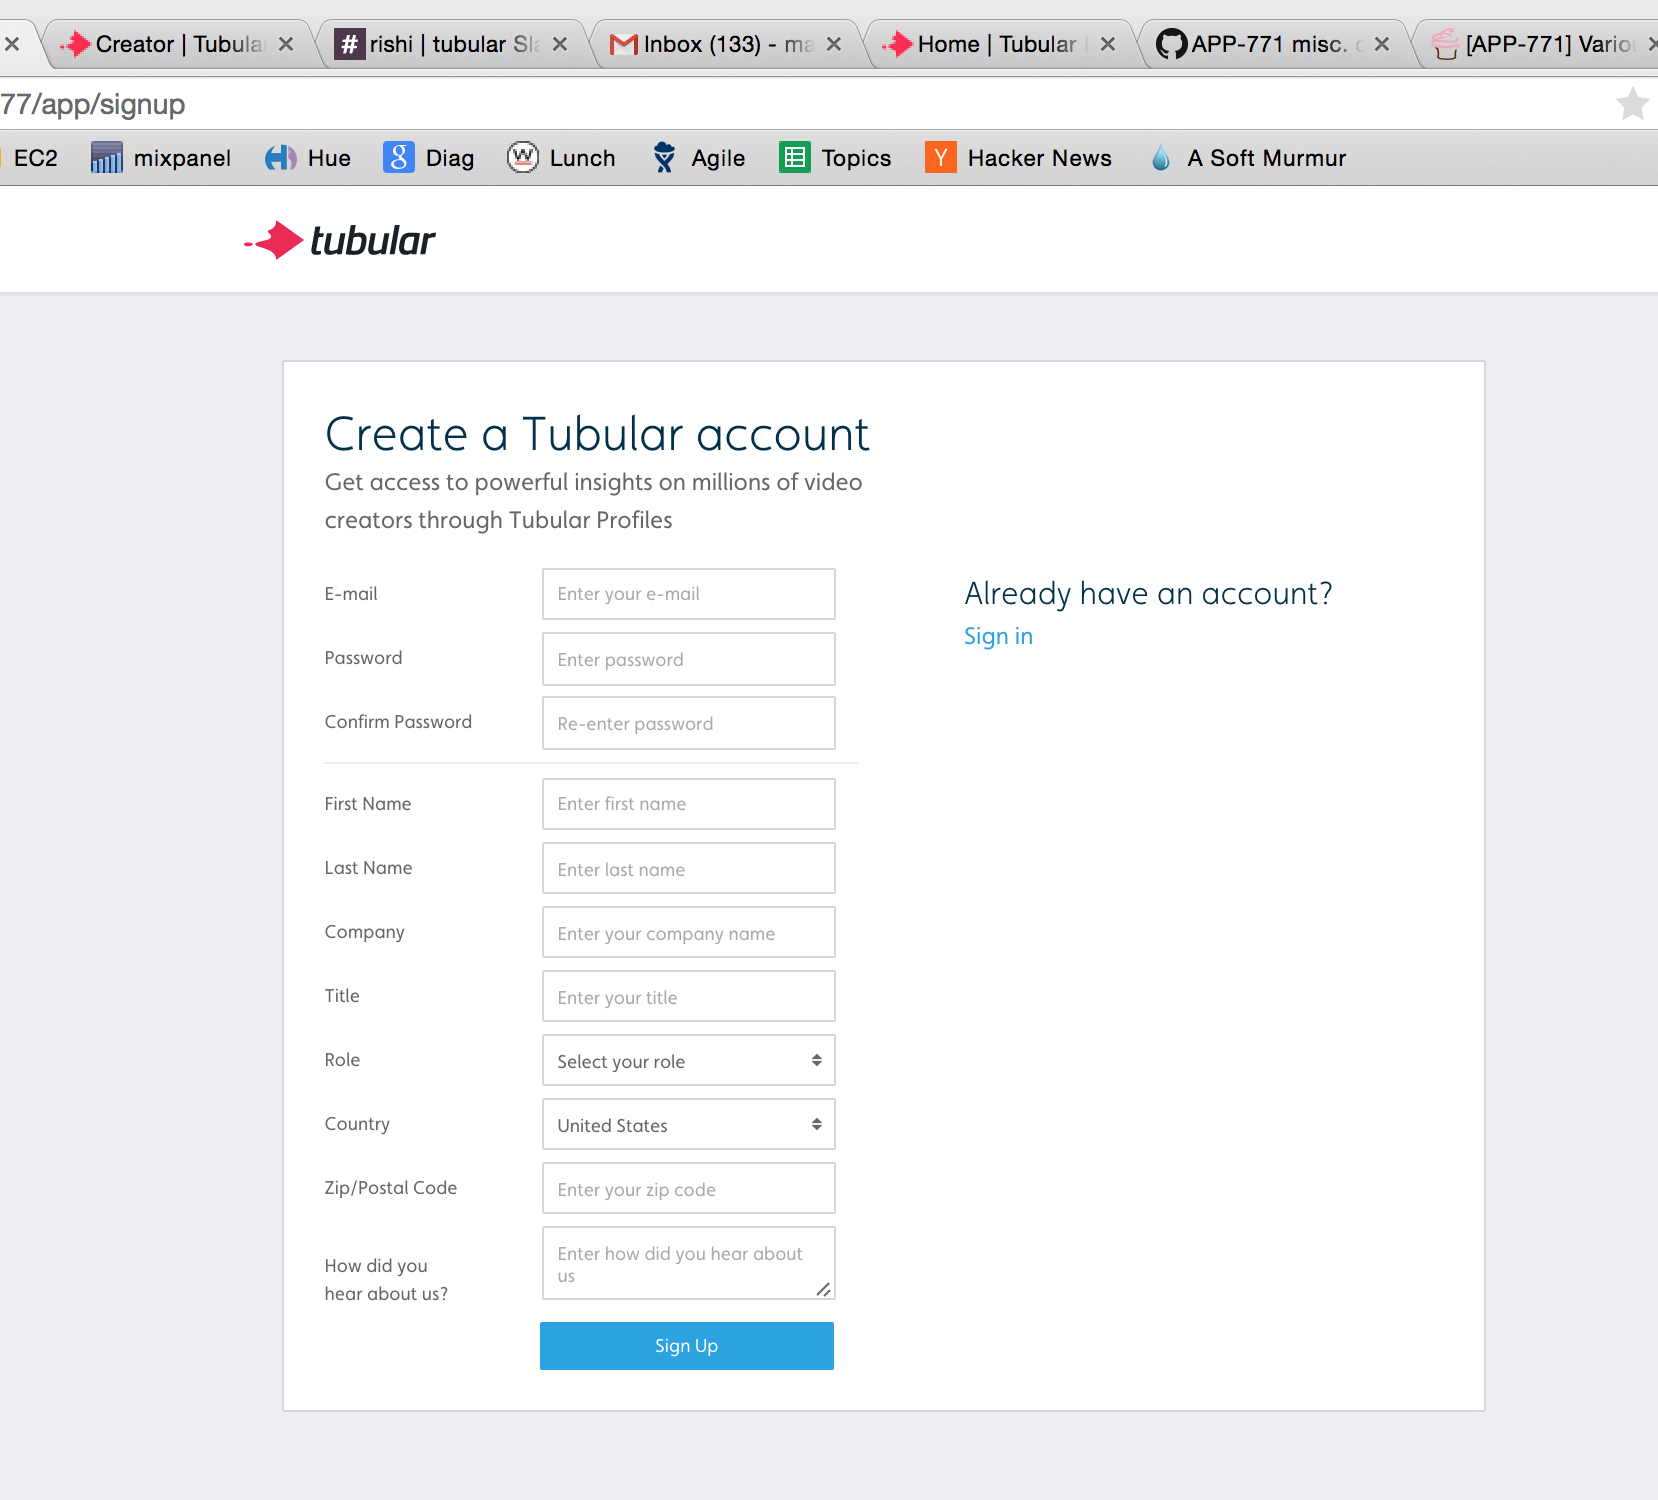 Creator | Tubula
# rishi | tubular Sla
Inbox (133) - ma
Home | Tubular
APP-771 misc.
[APP-771] Vario
77/app/signup
EC2
mixpanel
Hue
g Diag
W Lunch
Agile
Topics
Y Hacker News
A Soft Murmur
tubular
Create a Tubular account
Get access to powerful insights on millions of video
creators through Tubular Profiles
E-mail
Enter your e-mail
Already have an account?
Sign in
Password
Enter password
Confirm Password
Re-enter password
First Name
Enter first name
Last Name
Enter last name
Company
Enter your company name
Title
Enter your title
Role
Select your role
Country
United States
Zip/Postal Code
Enter your zip code
How did you
hear about us?
Enter how did you hear about
us
Sign Up